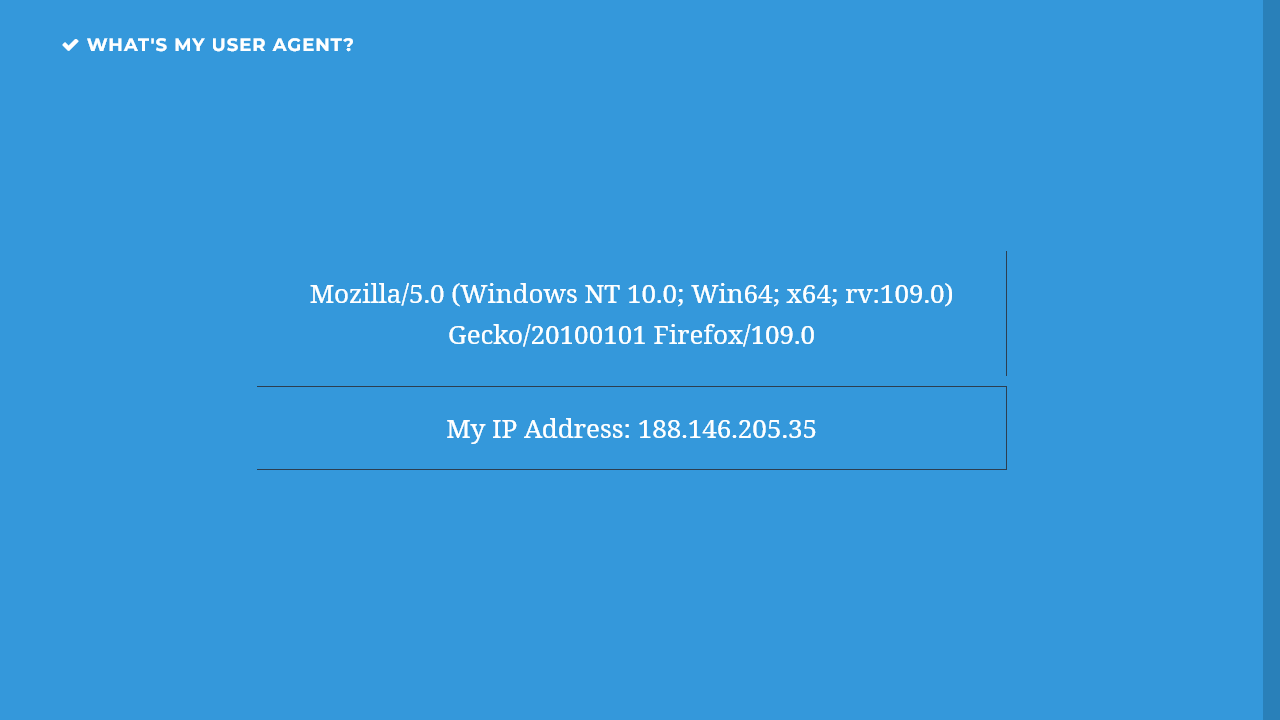 WHAT'S MY USER AGENT?
Mozilla/5.0 (Windows NT 10.0; Win64; x64; rv:109.0)
Gecko/20100101 Firefox/109.0
My IP Address: 188.146.205.35